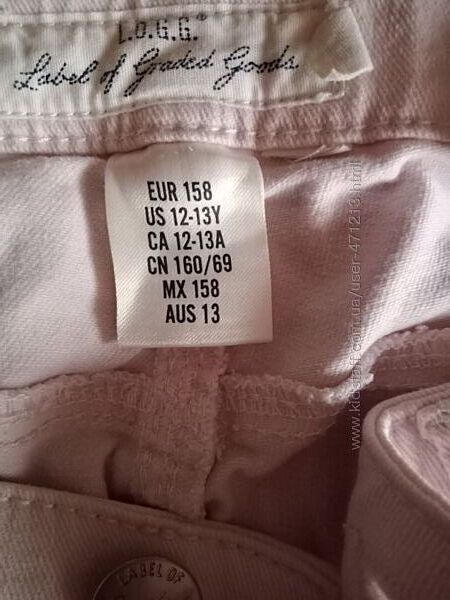 L.O.G.G.®
Label of Graded Goods
EUR 158
US 12-13Y
CA 12-13A
CN 160/69
MX 158
AUS 13
www.kidstaff.com.ua/user-471213.html
LABEL OF